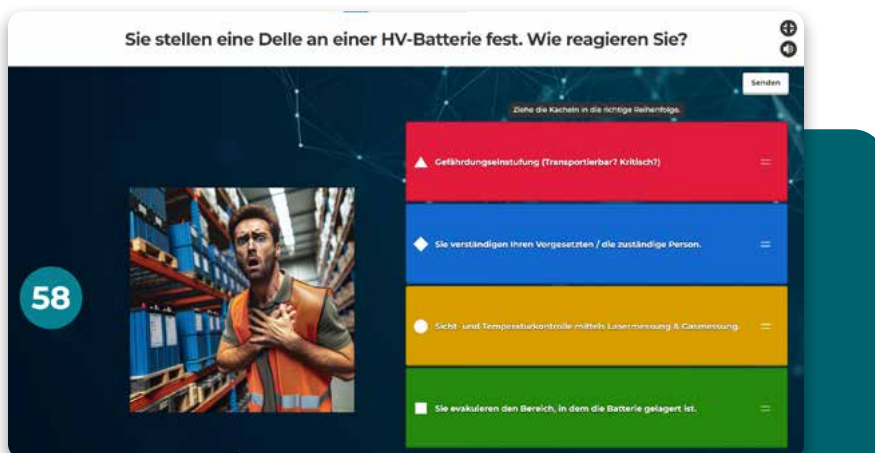 Sie stellen eine Delle an einer HV-Batterie fest. Wie reagieren Sie?
Senden
Ziehe die Kacheln in die richtige Reihenfolge.
Gefährdungseinstufung (Transportierbar? Kritisch?)
Sie verständigen Ihren Vorgesetzten / die zuständige Person.
58
Sicht- und Temperaturkontrolle mittels Lasermessung & Gasmessung.
Sie evakuieren den Bereich, in dem die Batterie gelagert ist.